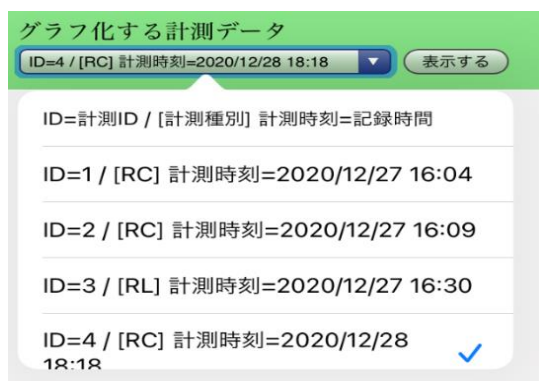 グラフ化する計測データ
ID=4 / [RC] 計測時刻=2020/12/28 18:18
表示する
ID=計測ID / [計測種別] 計測時刻=記録時間
ID=1 / [RC] 計測時刻=2020/12/27 16:04
ID=2 / [RC] 計測時刻=2020/12/27 16:09
ID=3 / [RL] 計測時刻=2020/12/27 16:30
ID=4 / [RC] 計測時刻=2020/12/28
18:18